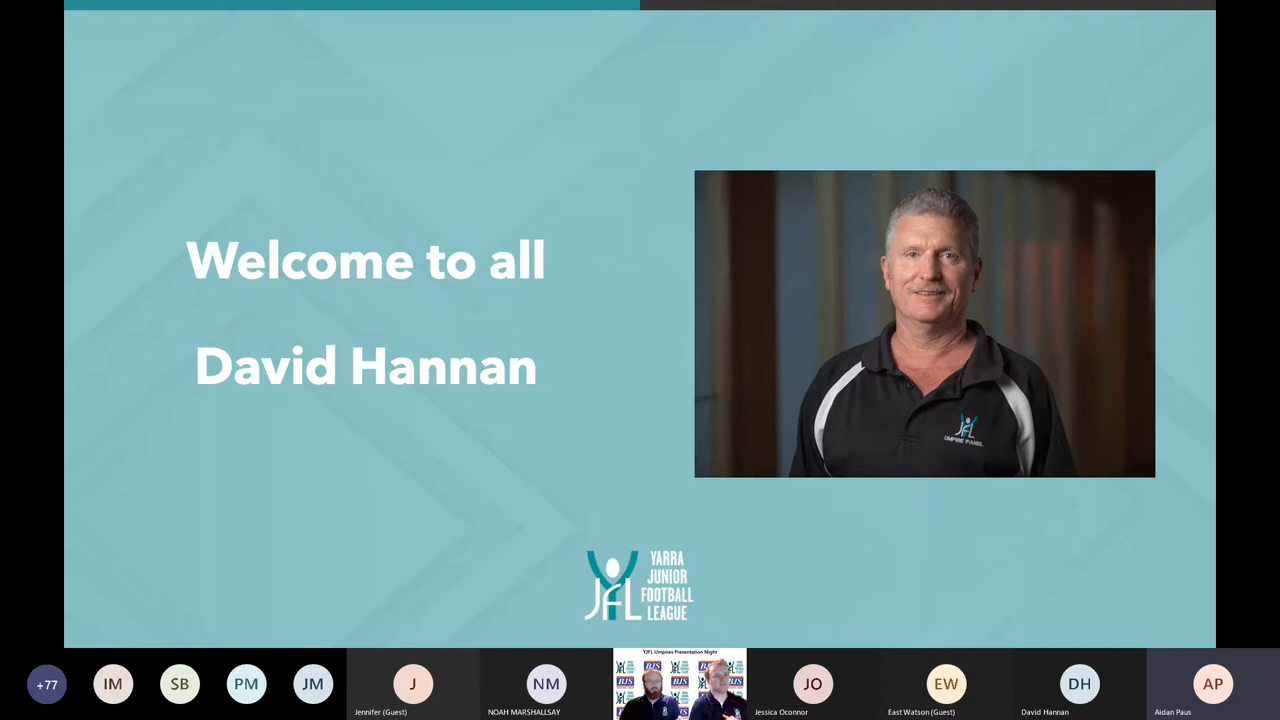 Welcome to all
David Hannan
JFL
UMPIRE PANEL
YJFL
YARRA
JUNIOR
FOOTBALL
LEAGUE
YJFL Umpires Presentation Night
BJS
+77
IM
SB
PM
JM
J
Jennifer (Guest)
NM
NOAH MARSHALLSAY
JO
Jessica Oconnor
EW
East Watson (Guest)
DH
David Hannan
AP
Aidan Paus